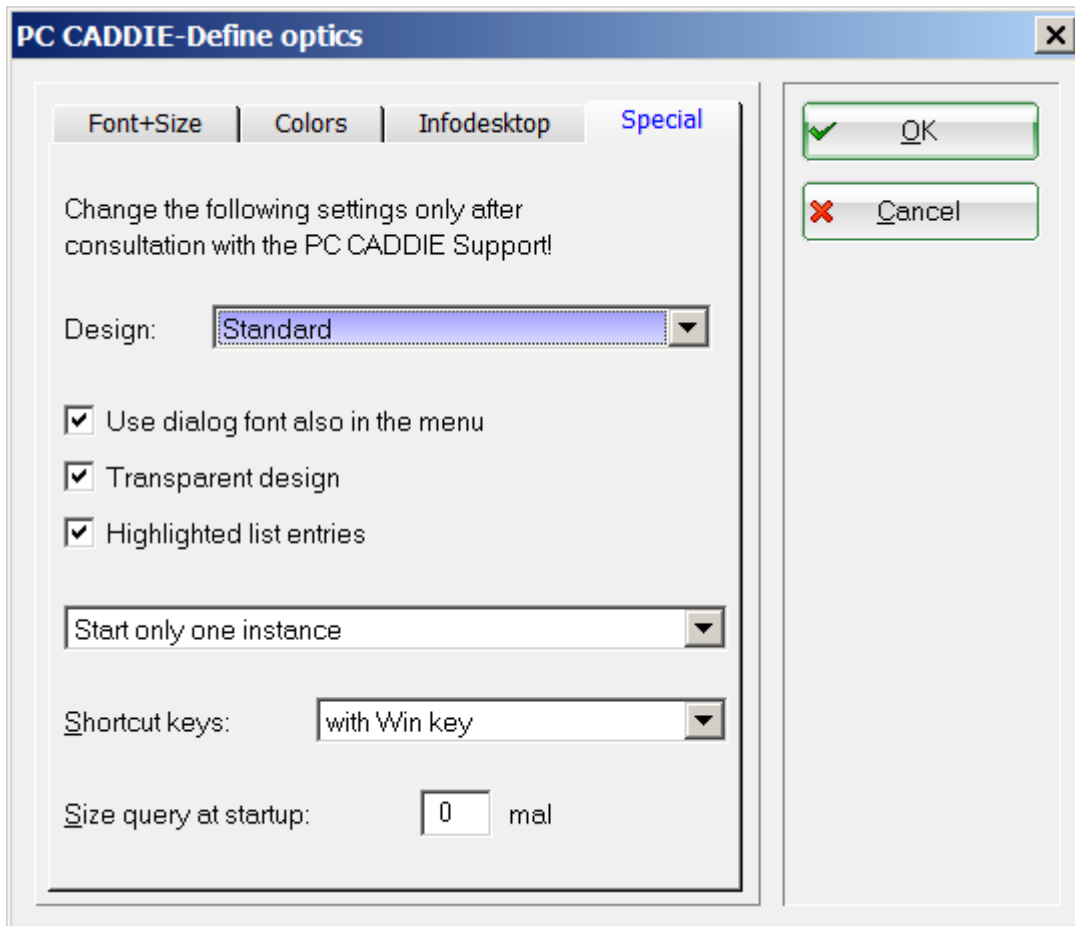 PC CADDIE-Define optics
Font+Size
Colors
Infodesktop
Special
OK
Cancel
Change the following settings only after
consultation with the PC CADDIE Support!
Design:
Standard
Use dialog font also in the menu
Transparent design
Highlighted list entries
Start only one instance
Shortcut keys:
with Win key
Size query at startup:
0
mal